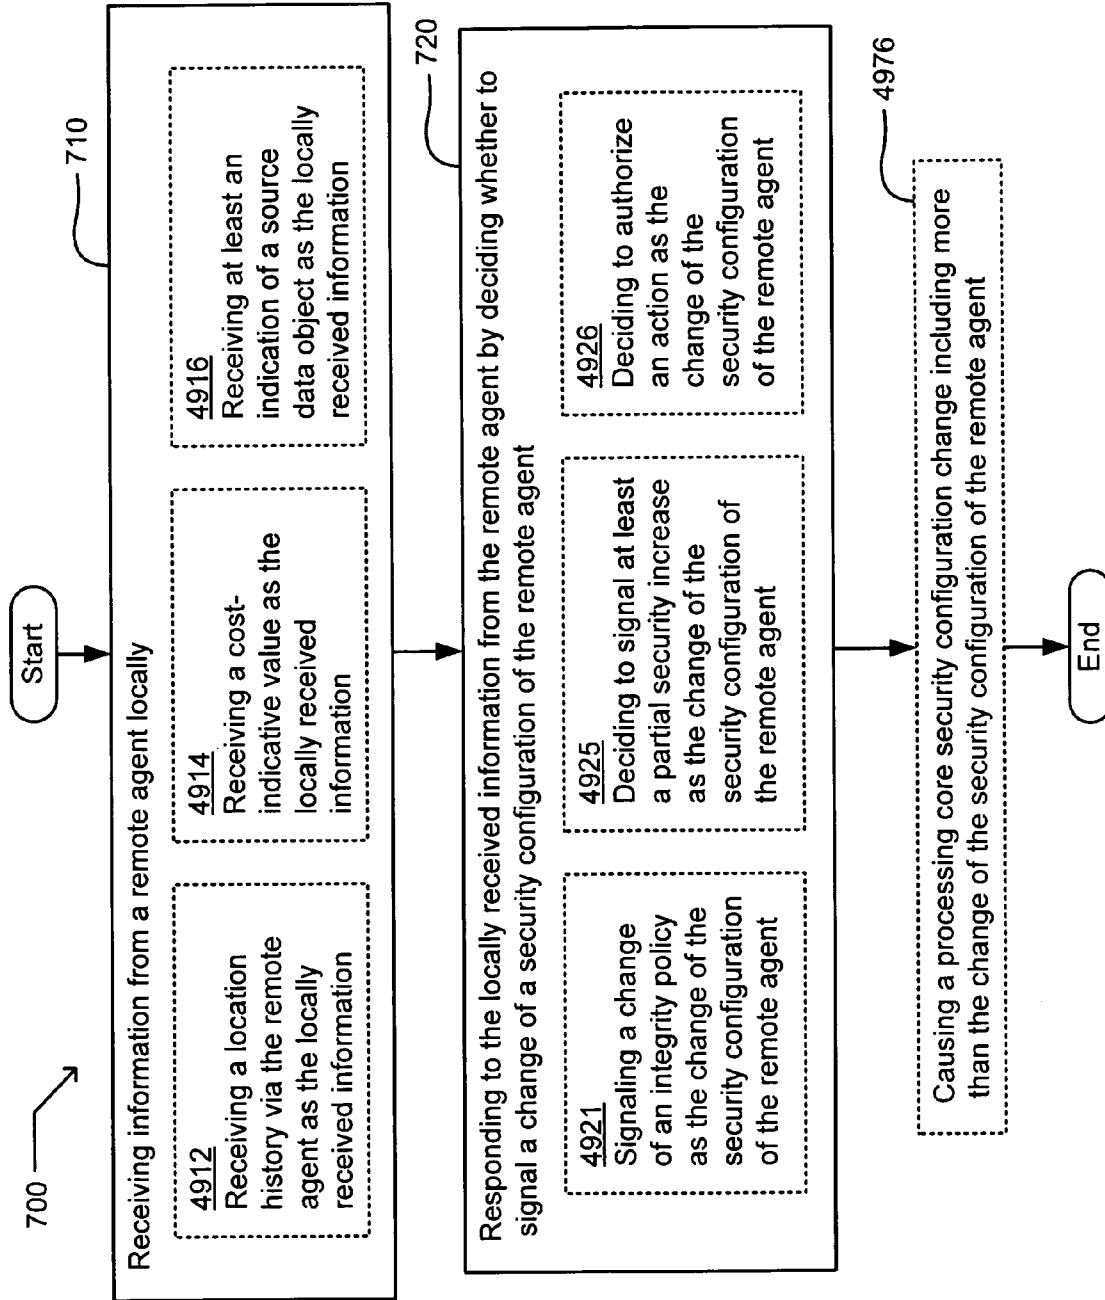 700
Start
710
Receiving information from a remote agent locally
4912
Receiving a location
history via the remote
agent as the locally
received information
4914
Receiving a cost-
indicative value as the
locally received
information
4916
Receiving at least an
indication of a source
data object as the locally
received information
720
Responding to the locally received information from the remote agent by deciding whether to
signal a change of a security configuration of the remote agent
4921
Signaling a change
of an integrity policy
as the change of the
security configuration
of the remote agent
4925
Deciding to signal at least
a partial security increase
as the change of the
security configuration of
the remote agent
4926
Deciding to authorize
an action as the
change of the
security configuration
of the remote agent
4976
Causing a processing core security configuration change including more
than the change of the security configuration of the remote agent
End